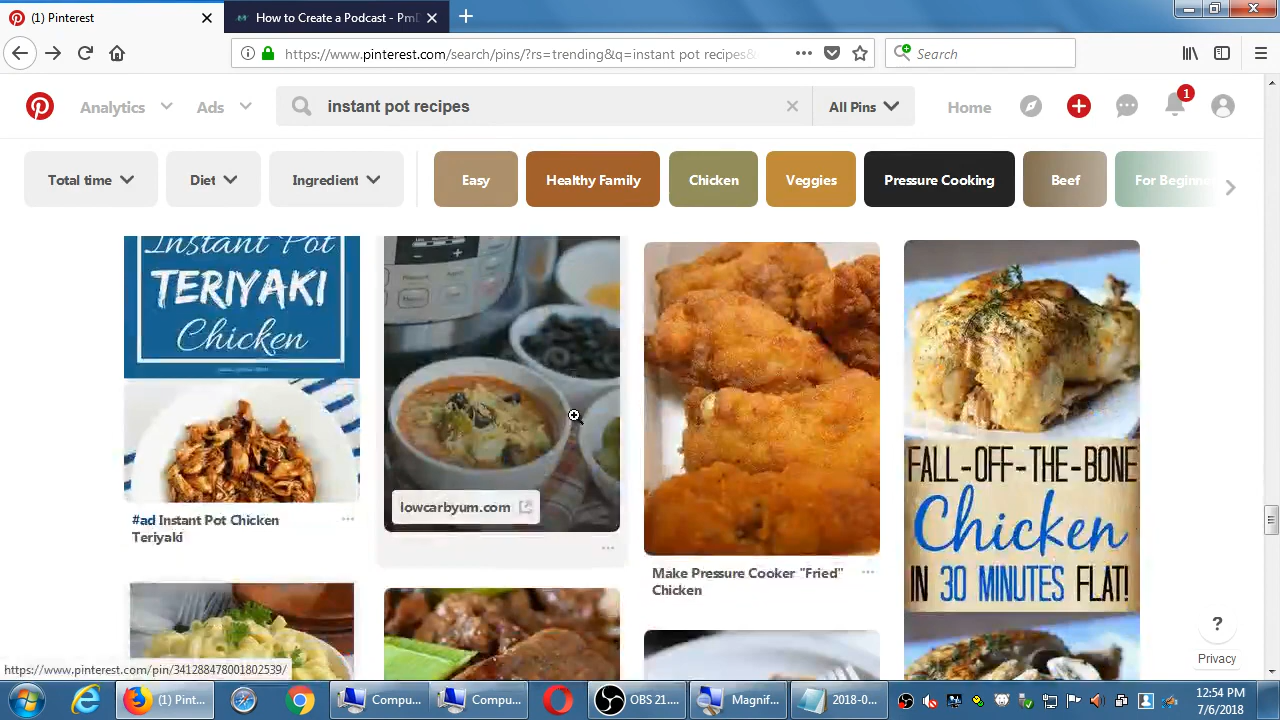 (1) Pinterest
How to Create a Podcast - PmD
https://www.pinterest.com/search/pins/?rs=trending&q=instant pot recipes&
Search
Analytics
Ads
instant pot recipes
All Pins
Home
1
Total time
Diet
Ingredient
Easy
Healthy Family
Chicken
Veggies
Pressure Cooking
Beef
For Beginne
Instant Pot
TERIYAKI
Chicken
lowcarbyum.com
#ad Instant Pot Chicken
Teriyaki
Make Pressure Cooker "Fried"
Chicken
FALL-OFF-THE-BONE
Chicken
IN 30 MINUTES FLAT!
?
Privacy
https://www.pinterest.com/pin/341288478001802539/
(1) Pint...
Compu...
Compu...
OBS 21....
Magnif...
2018-0...
12:54 PM
7/6/2018